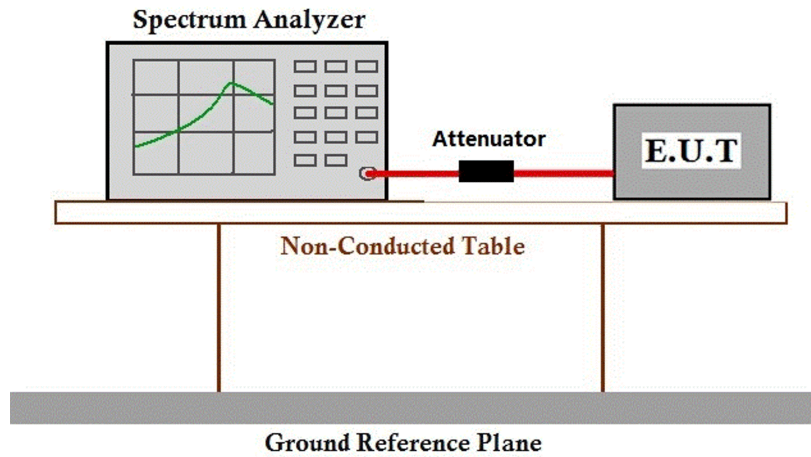 Spectrum Analyzer
Attenuator
E.U.T
Non-Conducted Table
Ground Reference Plane